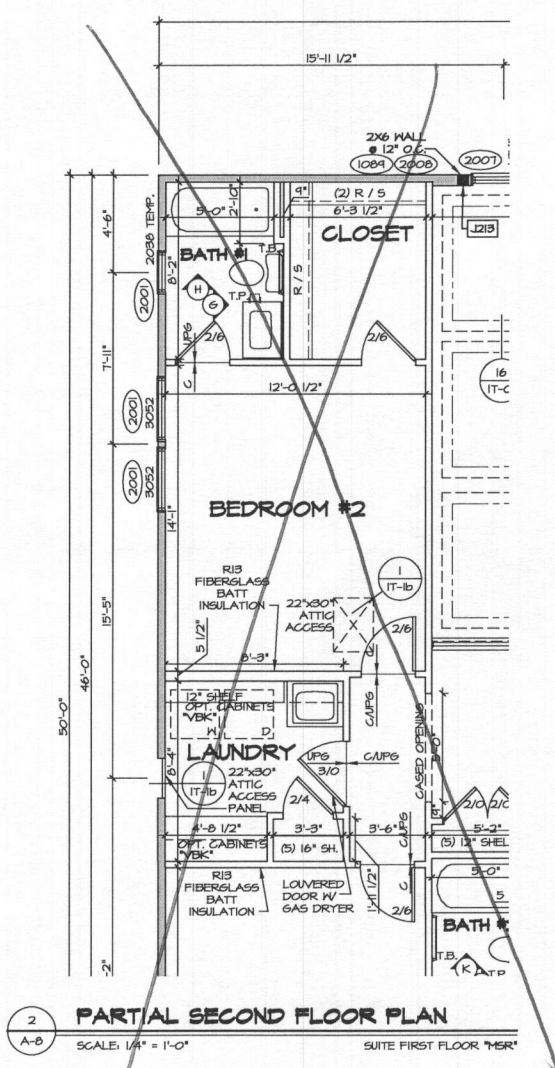 15'-11 1/2"
2X6 WALL
@ 12" O.C.
1089
2008
2007
J213
4'-6"
2038 TEMP.
2001
8'-2"
5'-0"
2'-10"
9"
(2) R / S
6'-3 1/2"
CLOSET
BATH #1
T.B.
R / S
H
G
T.P.
2/6
C
UPG
2/6
12'-0 1/2"
16
7'-11"
2001
3052
2001
3052
BEDROOM #2
14'-1"
R13
FIBERGLASS
BATT
INSULATION
22"x30"
ATTIC
ACCESS
1
IT-1b
2/6
15'-5"
46'-0"
50'-0"
5 1/2"
8'-3"
12" SHELF
OPT. CABINETS
"VBK"
W
D
C/UPG
CASED OPENING
LAUNDRY
UPG
C/UPG
3/0
8'-4"
1
IT-1b
22"x30"
ATTIC
ACCESS
PANEL
2/4
9"
2/0
2/0
4'-8 1/2"
3'-3"
3'-6"
C/UPG
5'-2"
OPT. CABINETS
"VBK"
(5) 16" SH.
(5) 12" SHEL
R13
FIBERGLASS
BATT
INSULATION
LOUVERED
DOOR W/
GAS DRYER
1'-11 1/2"
C
2/6
5'-0"
5
BATH #
T.B.
K
T.P.
-2"
2
A-8
PARTIAL SECOND FLOOR PLAN
SCALE: 1/4" = 1'-0"
SUITE FIRST FLOOR "MSR"